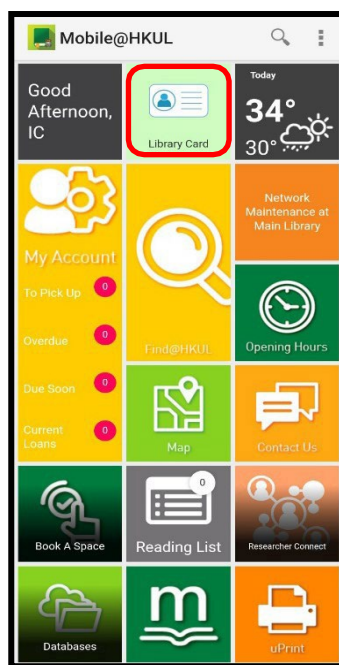 Mobile@HKUL
Good
Afternoon,
IC
Library Card
Today
34°
30°
My Account
To Pick Up 0
Overdue 0
Due Soon 0
Current
Loans 0
Find@HKUL
Network
Maintenance at
Main Library
Opening Hours
Map
Contact Us
Book A Space
0
Reading List
Researcher Connect
Databases
m
uPrint